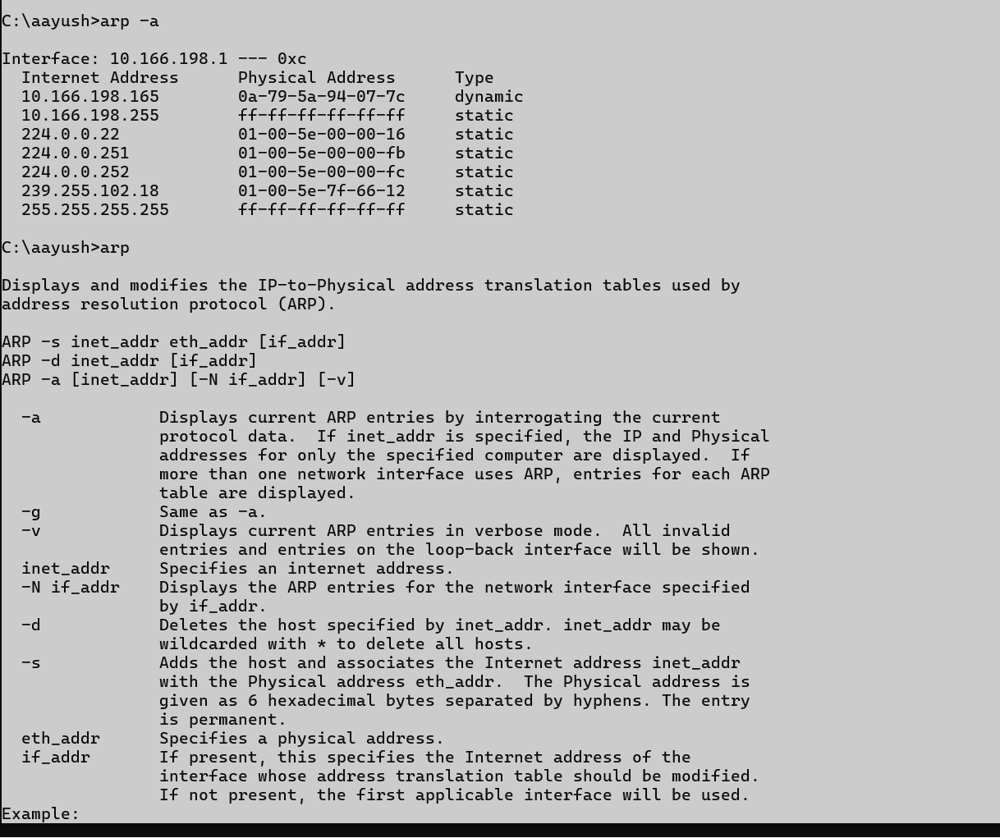 C:\aayush>arp -a
Interface: 10.166.198.1 --- 0xc
  Internet Address      Physical Address      Type
  10.166.198.165        0a-79-5a-94-07-7c     dynamic
  10.166.198.255        ff-ff-ff-ff-ff-ff     static
  224.0.0.22            01-00-5e-00-00-16     static
  224.0.0.251           01-00-5e-00-00-fb     static
  224.0.0.252           01-00-5e-00-00-fc     static
  239.255.102.18        01-00-5e-7f-66-12     static
  255.255.255.255       ff-ff-ff-ff-ff-ff     static
C:\aayush>arp
Displays and modifies the IP-to-Physical address translation tables used by
address resolution protocol (ARP).
ARP -s inet_addr eth_addr [if_addr]
ARP -d inet_addr [if_addr]
ARP -a [inet_addr] [-N if_addr] [-v]
  -a            Displays current ARP entries by interrogating the current
                protocol data.  If inet_addr is specified, the IP and Physical
                addresses for only the specified computer are displayed.  If
                more than one network interface uses ARP, entries for each ARP
                table are displayed.
  -g            Same as -a.
  -v            Displays current ARP entries in verbose mode.  All invalid
                entries and entries on the loop-back interface will be shown.
  inet_addr     Specifies an internet address.
  -N if_addr    Displays the ARP entries for the network interface specified
                by if_addr.
  -d            Deletes the host specified by inet_addr. inet_addr may be
                wildcarded with * to delete all hosts.
  -s            Adds the host and associates the Internet address inet_addr
                with the Physical address eth_addr.  The Physical address is
                given as 6 hexadecimal bytes separated by hyphens. The entry
                is permanent.
  eth_addr      Specifies a physical address.
  if_addr       If present, this specifies the Internet address of the
                interface whose address translation table should be modified.
                If not present, the first applicable interface will be used.
Example: